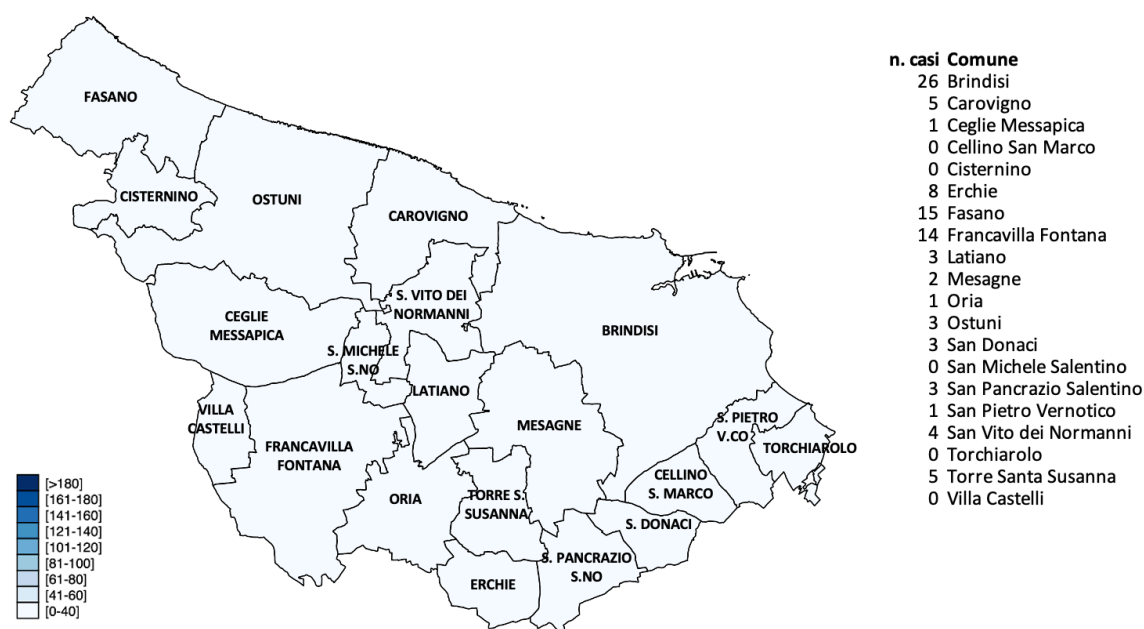 FASANO
CISTERNINO
OSTUNI
CAROVIGNO
S. VITO DEI
NORMANNI
CEGLIE
MESSAPICA
BRINDISI
S. MICHELE
S.NO
LATIANO
VILLA
CASTELLI
FRANCAVILLA
FONTANA
MESAGNE
S. PIETRO
V.CO
TORCHIAROLO
CELLINO
S. MARCO
ORIA
TORRE S.
SUSANNA
S. DONACI
S. PANCRAZIO
S.NO
ERCHIE
[>180]
[161-180]
[141-160]
[121-140]
[101-120]
[81-100]
[61-80]
[41-60]
[0-40]
n. casi Comune
26 Brindisi
5 Carovigno
1 Ceglie Messapica
0 Cellino San Marco
0 Cisternino
8 Erchie
15 Fasano
14 Francavilla Fontana
3 Latiano
2 Mesagne
1 Oria
3 Ostuni
3 San Donaci
0 San Michele Salentino
3 San Pancrazio Salentino
1 San Pietro Vernotico
4 San Vito dei Normanni
0 Torchiarolo
5 Torre Santa Susanna
0 Villa Castelli